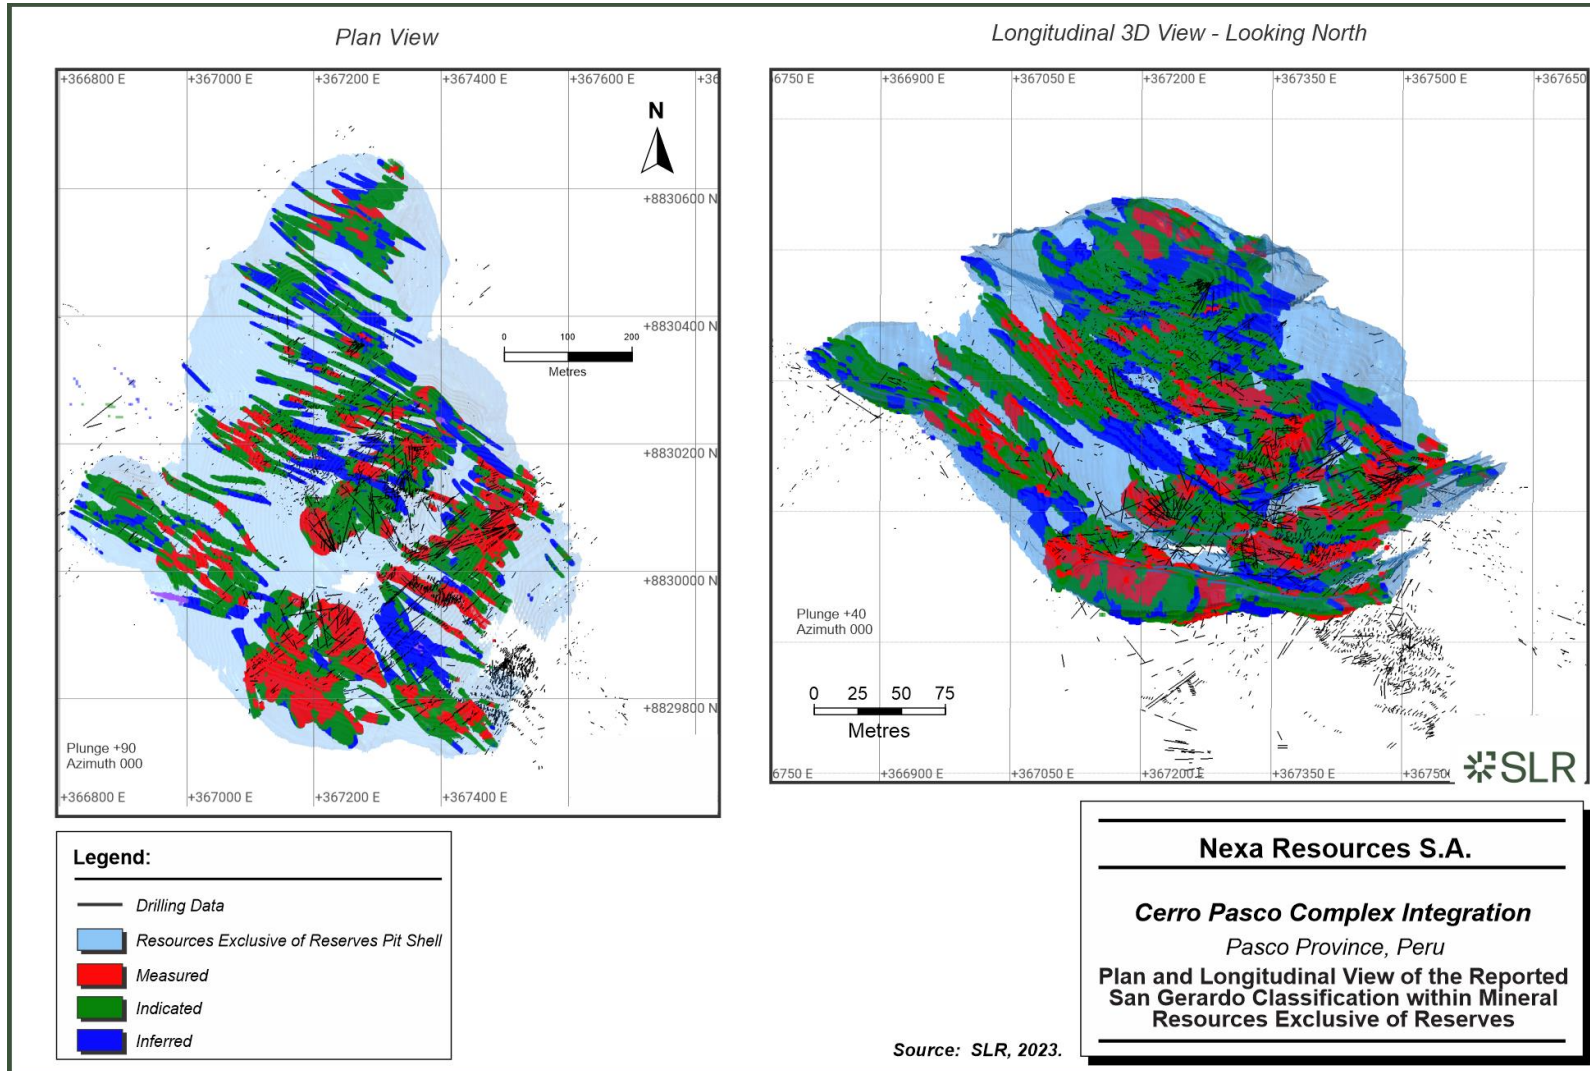 Plan View
Longitudinal 3D View - Looking North
+366800 E
+367000 E
+367200 E
+367400 E
+367600 E
N
+8830600 N
+8830400 N
+8830200 N
+8830000 N
+8829800 N
0 100 200
Metres
Plunge +90
Azimuth 000
+366800 E
+367000 E
+367200 E
+367400 E
6750 E
+366900 E
+367050 E
+367200 E
+367350 E
+367500 E
+367650
Plunge +40
Azimuth 000
0 25 50 75
Metres
6750 E
+366900 E
+367050 E
+367200 E
+367350 E
+36750
SLR
Legend:
Drilling Data
Resources Exclusive of Reserves Pit Shell
Measured
Indicated
Inferred
Nexa Resources S.A.
Cerro Pasco Complex Integration
Pasco Province, Peru
Plan and Longitudinal View of the Reported
San Gerardo Classification within Mineral
Resources Exclusive of Reserves
Source: SLR, 2023.